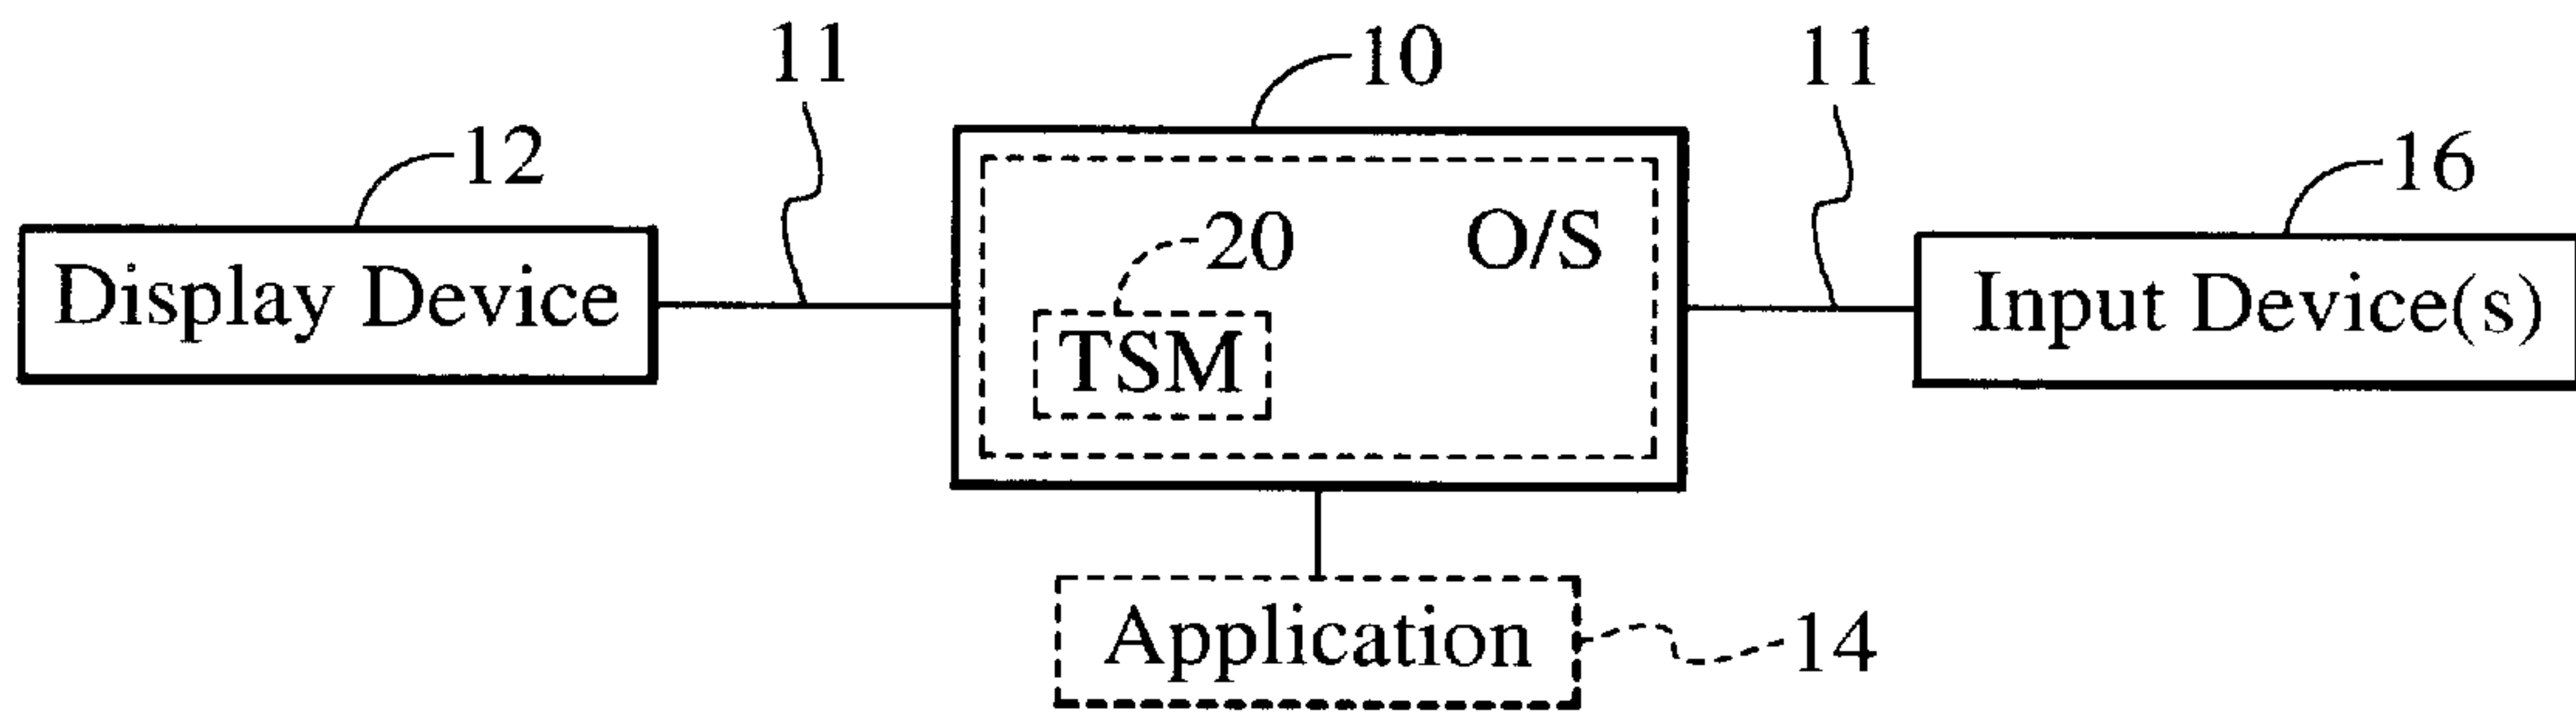 11
10
11
12
16
20
O/S
Display Device
Input Device(s)
TSM
Application
14